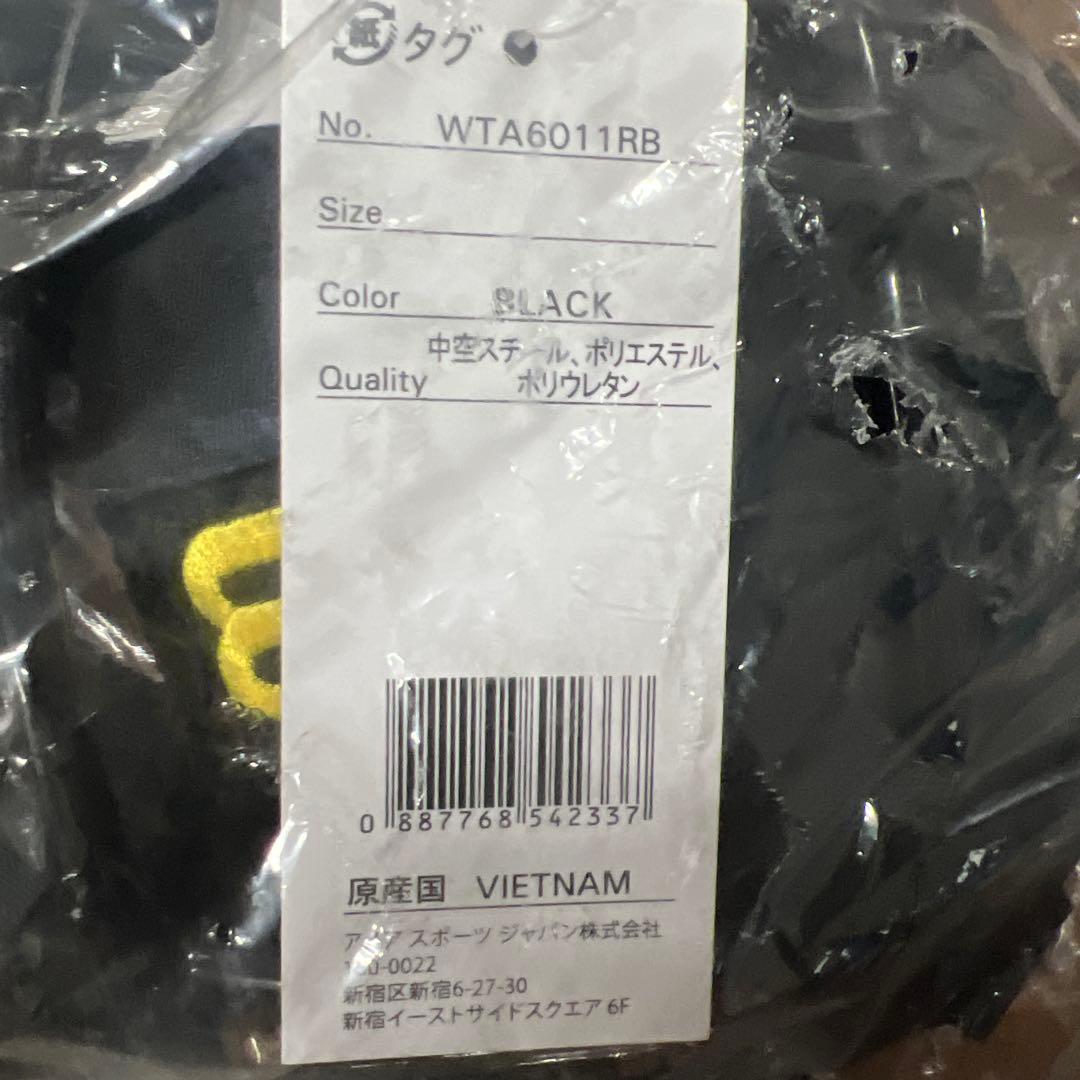 紙 タグ
No. WTA6011RB
Size
Color BLACK
中空スチール、ポリエステル、
Quality ポリウレタン
0 887768 542337
原産国 VIETNAM
スポーツ ジャパン株式会社
0022
新宿区新宿6-27-30
新宿イーストサイドスクエア 6F